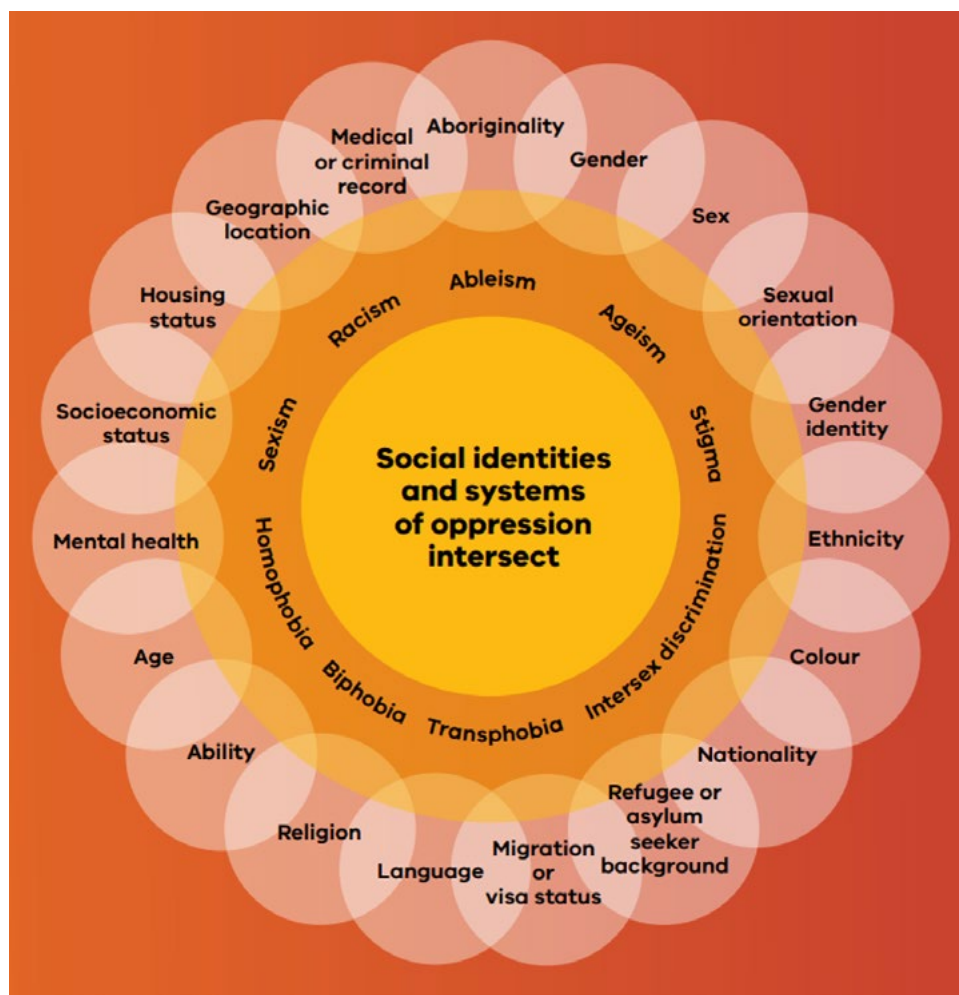 Aboriginality
Gender
Sex
Sexual
orientation
Gender
identity
Ethnicity
Colour
Nationality
Refugee or
asylum
seeker
background
Migration
or
visa status
Language
Religion
Ability
Age
Mental health
Socioeconomic
status
Housing
status
Geographic
location
Medical
or criminal
record
Ableism
Ageism
Stigma
Intersex discrimination
Transphobia
Biphobia
Homophobia
Sexism
Racism
Social identities
and systems
of oppression
intersect